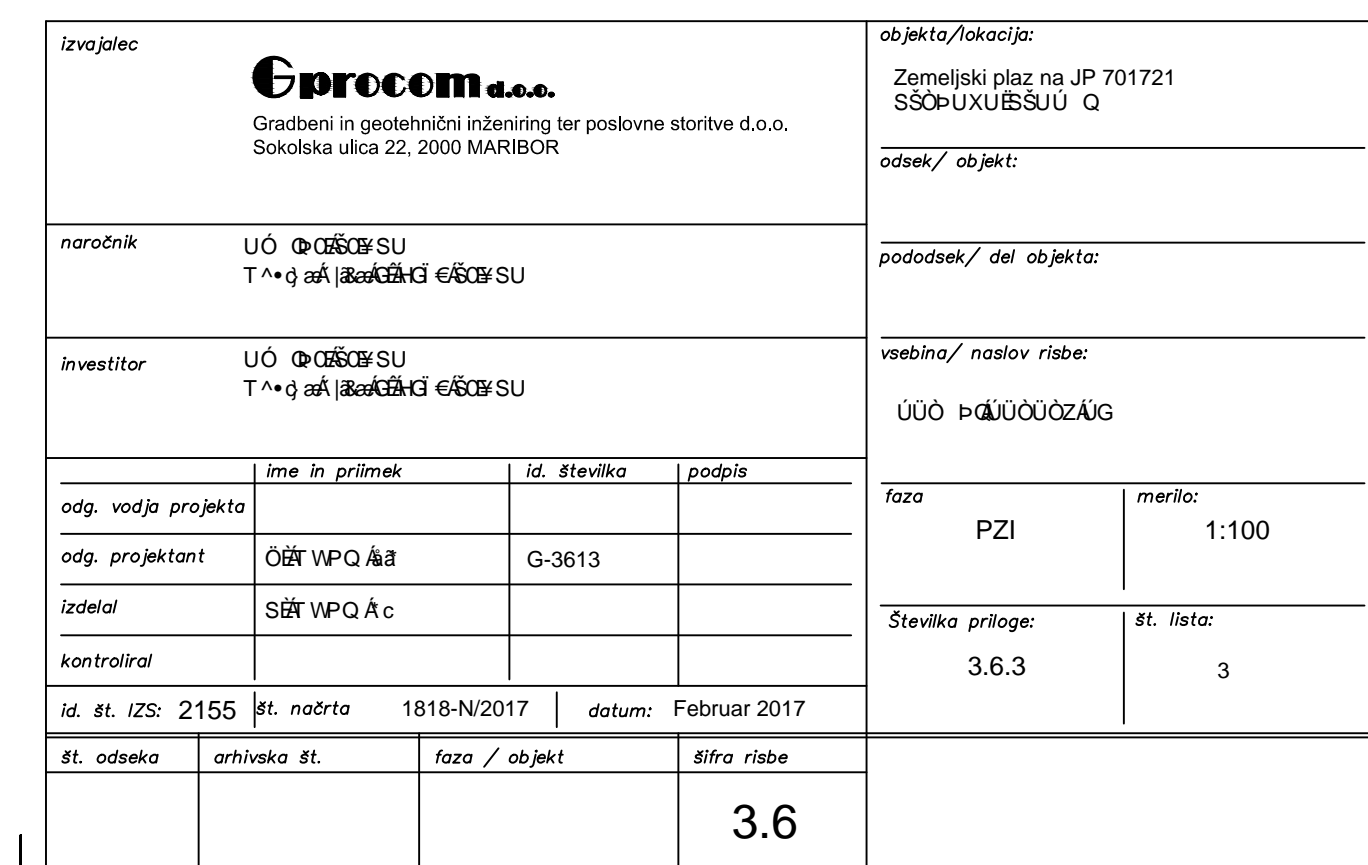 izvajalec
Gprocom d.o.o.
Gradbeni in geotehnični inženiring ter poslovne storitve d.o.o.
Sokolska ulica 22, 2000 MARIBOR
naročnik
investitor
ime in priimek id. številka podpis
odg. vodja projekta
odg. projektant G-3613
izdelal
kontroliral
id. št. IZS: 2155 št. načrta 1818-N/2017 datum: Februar 2017
št. odseka arhivska št. faza / objekt šifra risbe
3.6
objekta/lokacija:
Zemeljski plaz na JP 701721
odsek/ objekt:
pododsek/ del objekta:
vsebina/ naslov risbe:
faza merilo:
PZI 1:100
Številka priloge: št. lista:
3.6.3 3